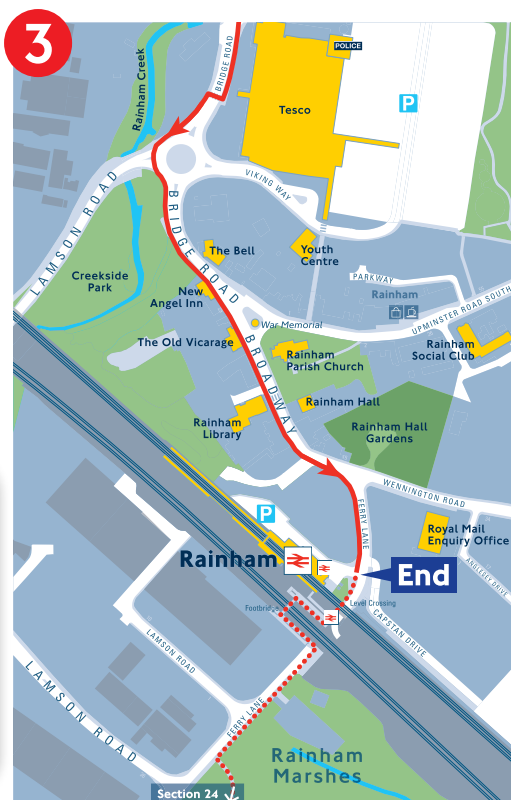 3
BRIDGE ROAD
POLICE
Rainham Creek
Tesco
P
VIKING WAY
LAMSON ROAD
BRIDGE ROAD
The Bell
Youth
Centre
PARKWAY
Creekside
Park
New
Angel Inn
Rainham
UPMINSTER ROAD SOUTH
War Memorial
The Old Vicarage
BROADWAY
Rainham
Parish Church
Rainham
Social Club
Rainham Hall
Rainham
Library
Rainham Hall
Gardens
WENNINGTON ROAD
P
FERRY LANE
Royal Mail
Enquiry Office
Rainham
ANGLESEY DRIVE
End
Footbridge
Level Crossing
CAPSTAN DRIVE
LAMSON ROAD
LAMSON ROAD
FERRY LANE
Rainham
Marshes
Section 24